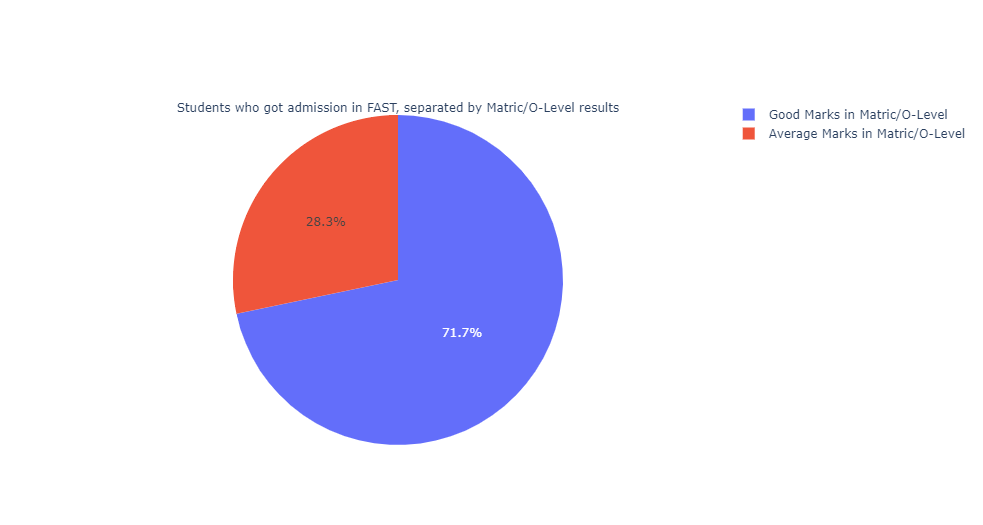 Students who got admission in FAST, separated by Matric/O-Level results
Good Marks in Matric/O-Level
Average Marks in Matric/O-Level
28.3%
71.7%